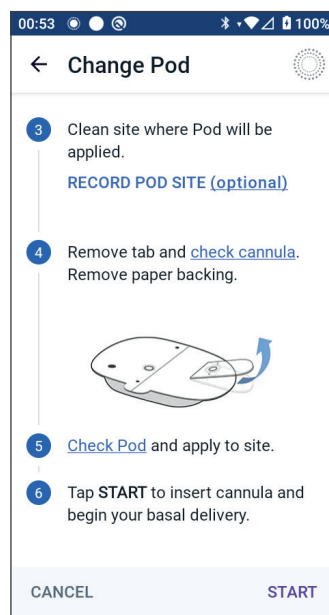 00:53 100%
Change Pod
3 Clean site where Pod will be
applied.
RECORD POD SITE (optional)
4 Remove tab and check cannula.
Remove paper backing.
5 Check Pod and apply to site.
6 Tap START to insert cannula and
begin your basal delivery.
CANCEL START